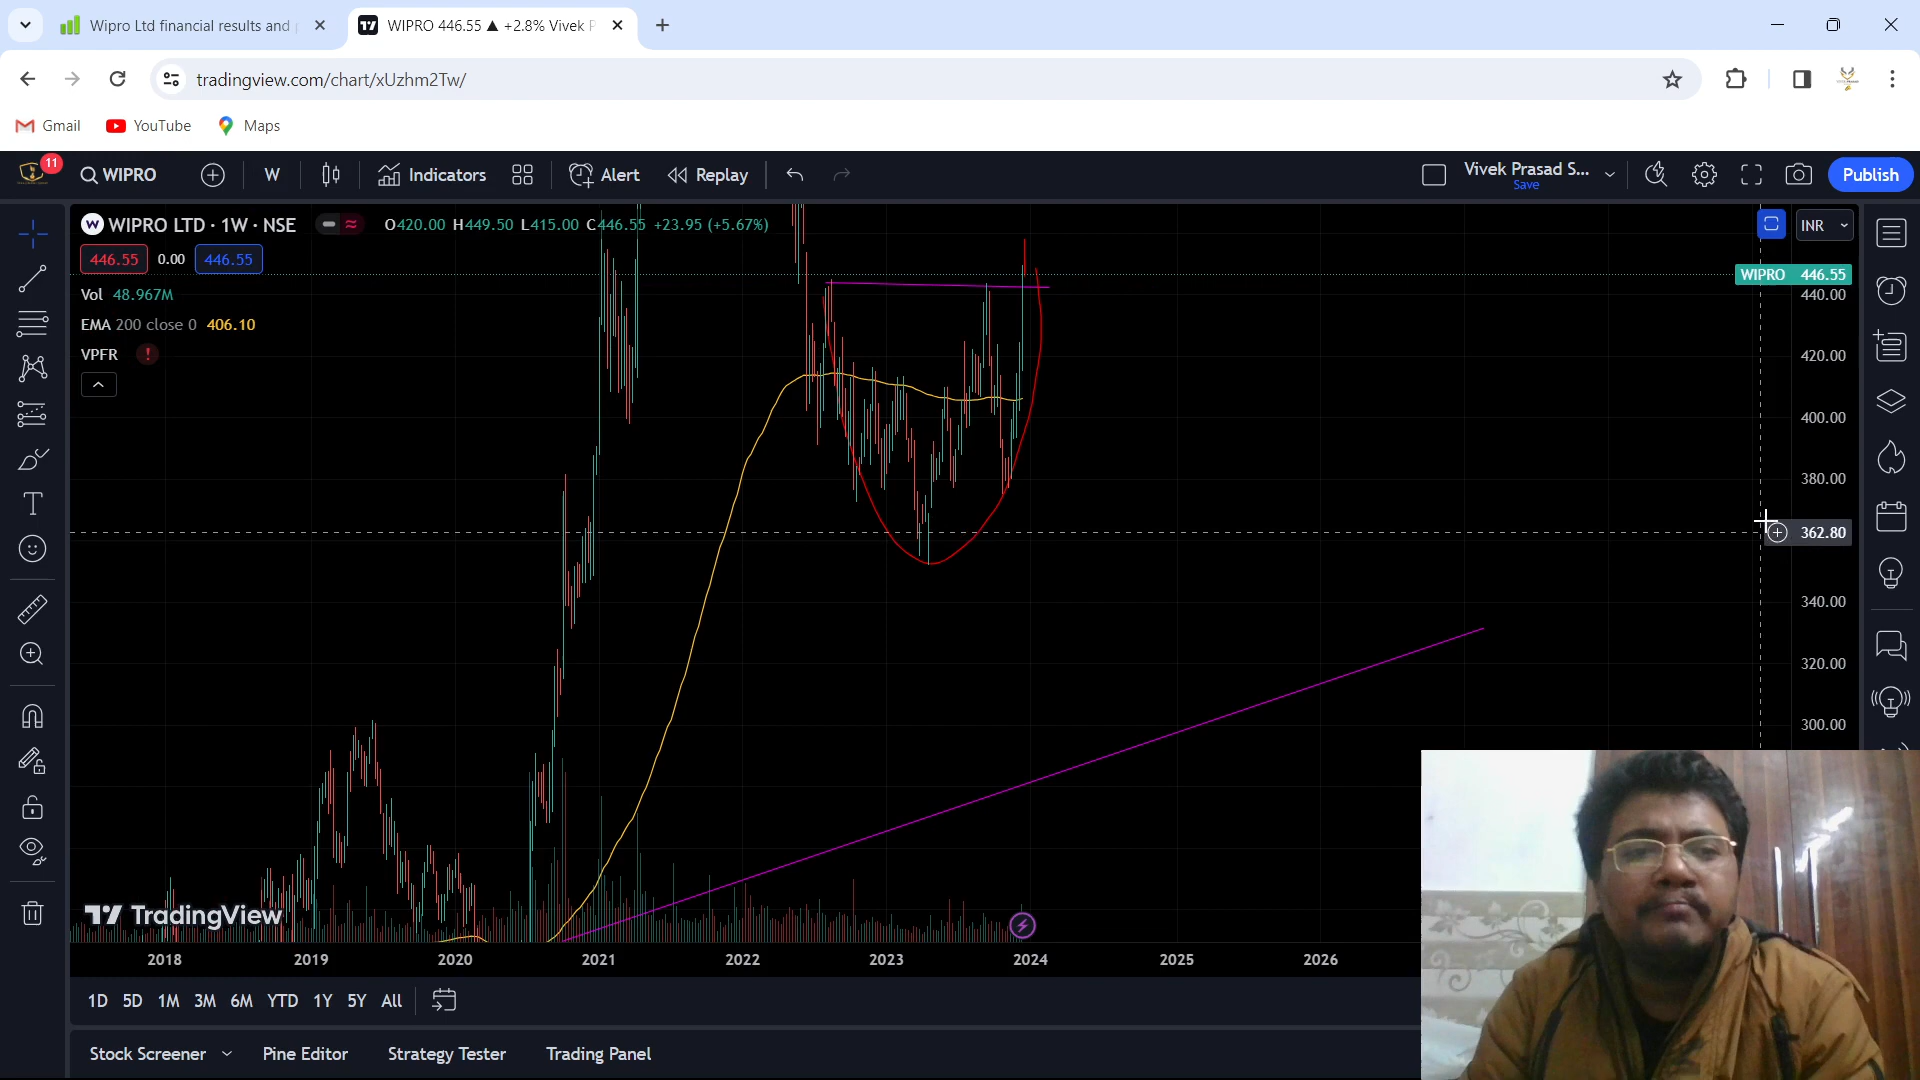 Wipro Ltd financial results and
WIPRO 446.55 ▲ +2.8% Vivek P
tradingview.com/chart/xUzhm2Tw/
Gmail
YouTube
Maps
11
WIPRO
W
Indicators
Alert
Replay
Vivek Prasad S...
Save
Publish
WIPRO LTD · 1W · NSE
O420.00 H449.50 L415.00 C446.55 +23.95 (+5.67%)
INR
446.55
0.00
446.55
WIPRO 446.55
Vol 48.967M
440.00
EMA 200 close 0 406.10
VPFR
420.00
400.00
380.00
362.80
340.00
320.00
300.00
TradingView
2018
2019
2020
2021
2022
2023
2024
2025
2026
1D 5D 1M 3M 6M YTD 1Y 5Y All
Stock Screener
Pine Editor
Strategy Tester
Trading Panel